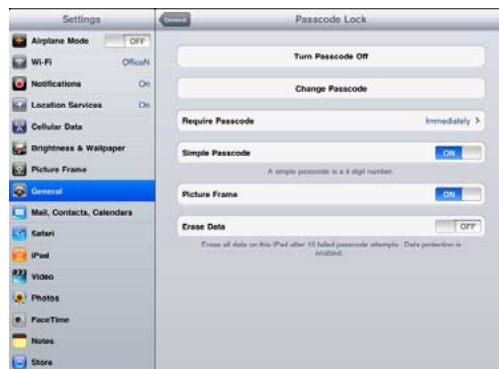 Settings
Airplane Mode OFF
Wi-Fi OfficeN
Notifications On
Location Services On
Cellular Data
Brightness & Wallpaper
Picture Frame
General
Mail, Contacts, Calendars
Safari
iPod
Video
Photos
FaceTime
Notes
Store
General
Passcode Lock
Turn Passcode Off
Change Passcode
Require Passcode Immediately
Simple Passcode ON
A simple passcode is a 4 digit number.
Picture Frame ON
Erase Data OFF
Erase all data on this iPad after 10 failed passcode attempts. Data protection is
enabled.